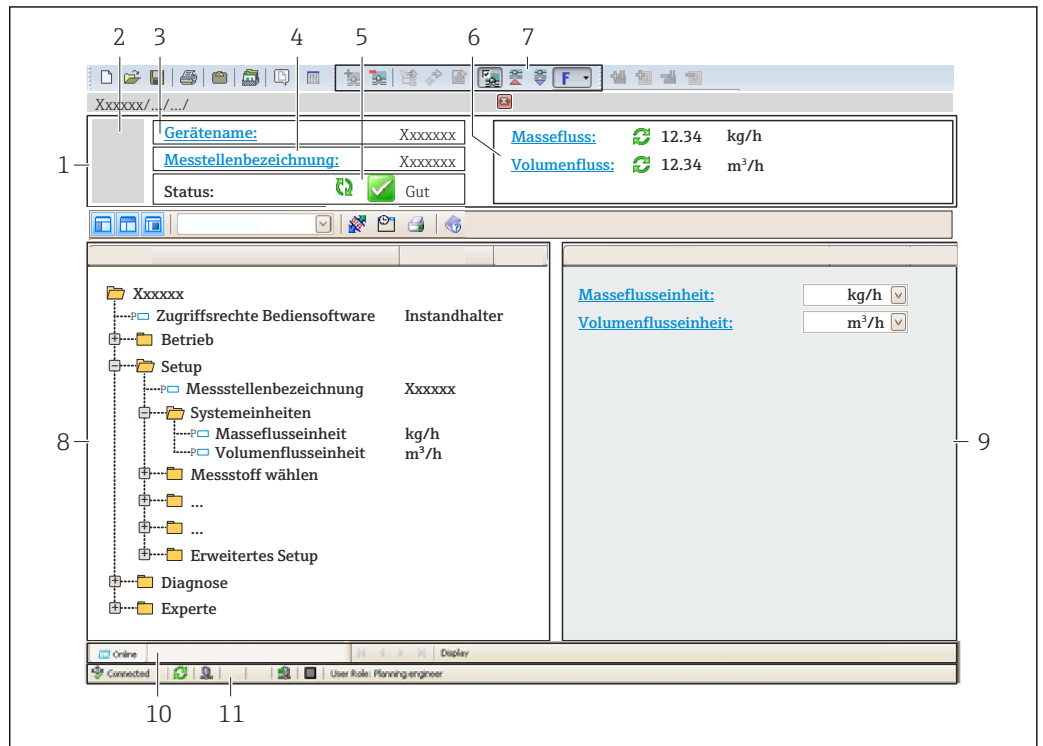 2 3 4 5 6 7
F
Xxxxxx/.../.../
1
Gerätename: Xxxxxxx
Messtellenbezeichnung: Xxxxxxx
Status: Gut
Massefluss: 12.34 kg/h
Volumenfluss: 12.34 m³/h
Xxxxxx
Zugriffsrechte Bediensoftware Instandhalter
Betrieb
Setup
Messstellenbezeichnung Xxxxxx
Systemeinheiten
Masseflusseinheit kg/h
Volumenflusseinheit m³/h
Messstoff wählen
...
...
Erweitertes Setup
Diagnose
Experte
8
Masseflusseinheit: kg/h
Volumenflusseinheit: m³/h
9
Online Display
Connected User Role: Planning engineer
10 11